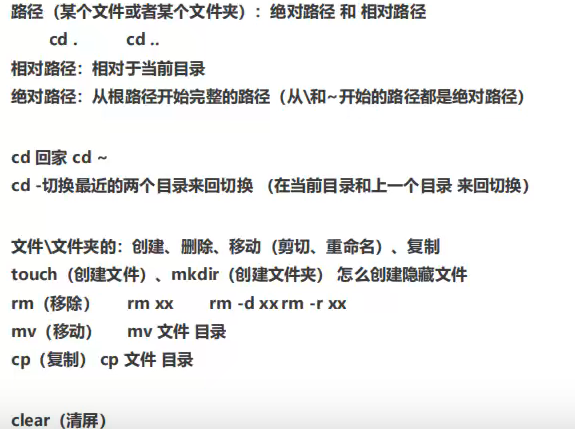 路径（某个文件或者某个文件夹）：绝对路径 和 相对路径
cd . cd ..
相对路径：相对于当前目录
绝对路径：从根路径开始完整的路径（从\和~开始的路径都是绝对路径）
cd 回家 cd ~
cd -切换最近的两个目录来回切换 （在当前目录和上一个目录 来回切换）
文件\文件夹的：创建、删除、移动（剪切、重命名）、复制
touch（创建文件）、mkdir（创建文件夹） 怎么创建隐藏文件
rm（移除） rm xx rm -d xx rm -r xx
mv（移动） mv 文件 目录
cp（复制） cp 文件 目录
clear（清屏）